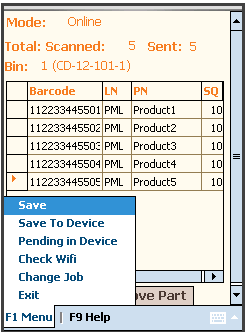 Mode: Online
Total: Scanned: 5 Sent: 5
Bin: 1 (CD-12-101-1)
Barcode LN PN SQ
112233445501 PML Product1 10
112233445502 PML Product2 10
112233445503 PML Product3 10
112233445504 PML Product4 10
112233445505 PML Product5 10
Save
Save To Device
Pending in Device
Check Wifi
Change Job
Exit
ove Part
F1 Menu | F9 Help